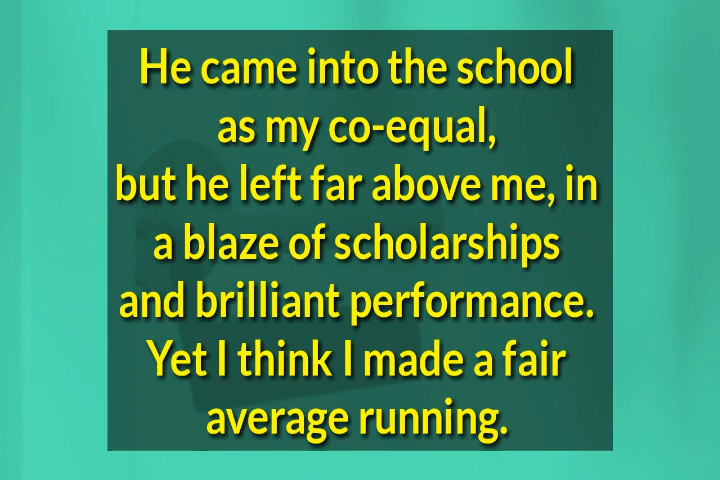 He came into the school
as my co-equal,
but he left far above me, in
a blaze of scholarships
and brilliant performance.
Yet I think I made a fair
average running.